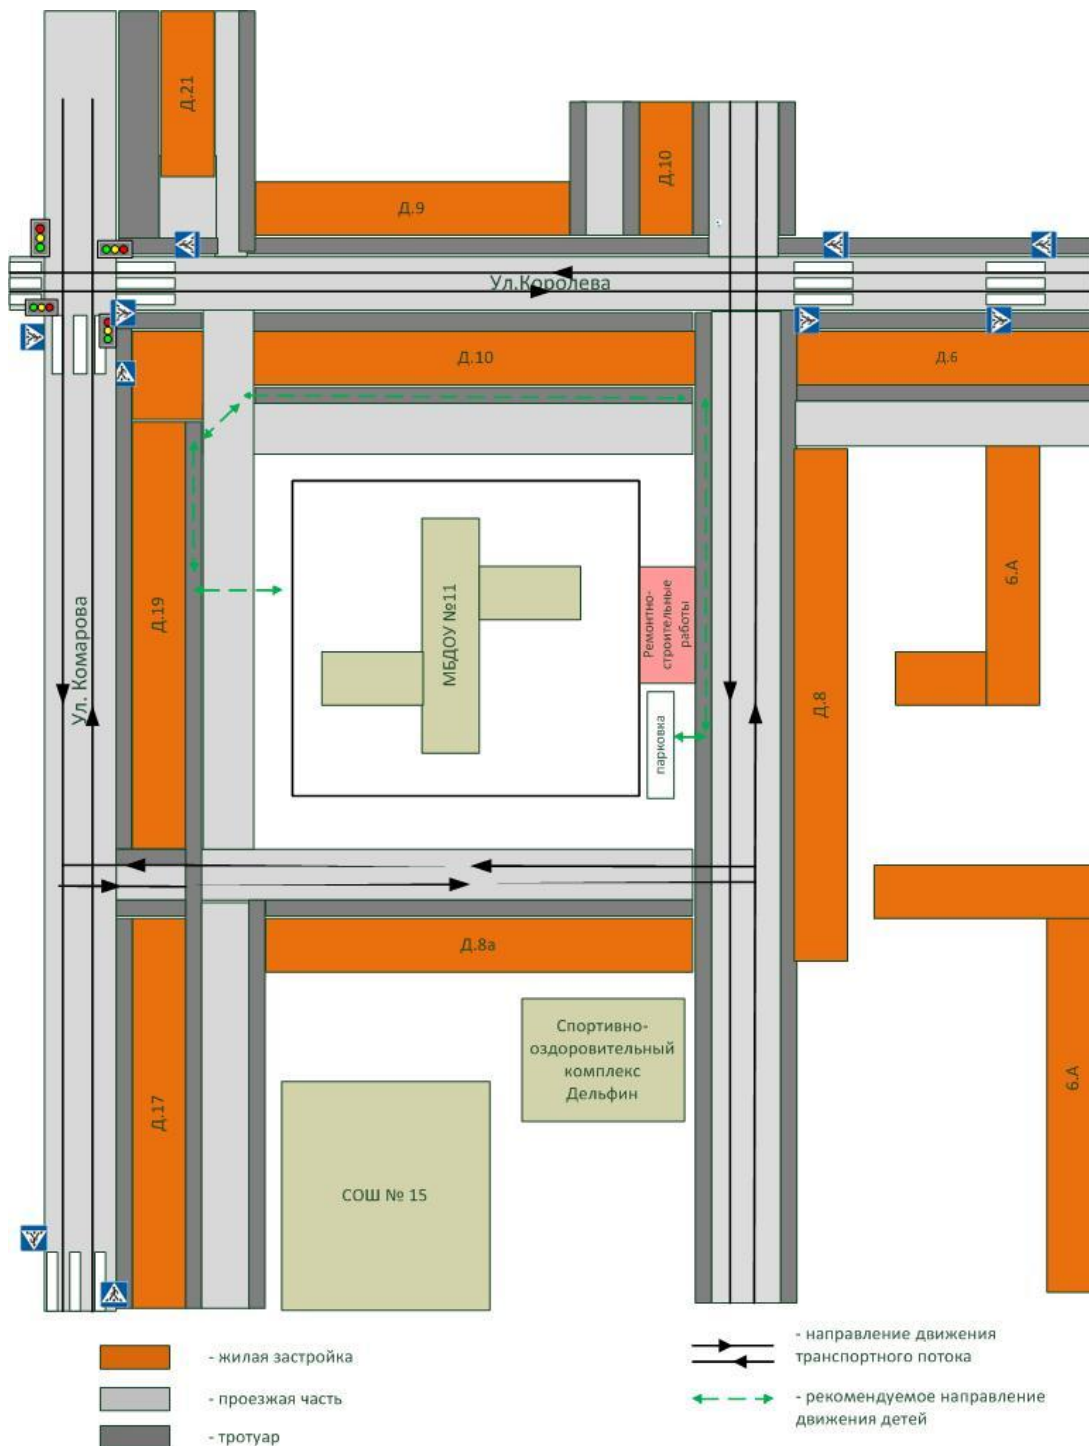 Д.21
Д.10
Д.9
Ул.Королева
Д.10
Д.6
Ул. Комарова
Д.19
МБДОУ №11
Ремонтно-
строительные
работы
парковка
Д.8
6.А
Д.8а
Спортивно-
оздоровительный
комплекс
Дельфин
Д.17
СОШ № 15
6.А
- жилая застройка
- проезжая часть
- тротуар
- направление движения
транспортного потока
- рекомендуемое направление
движения детей